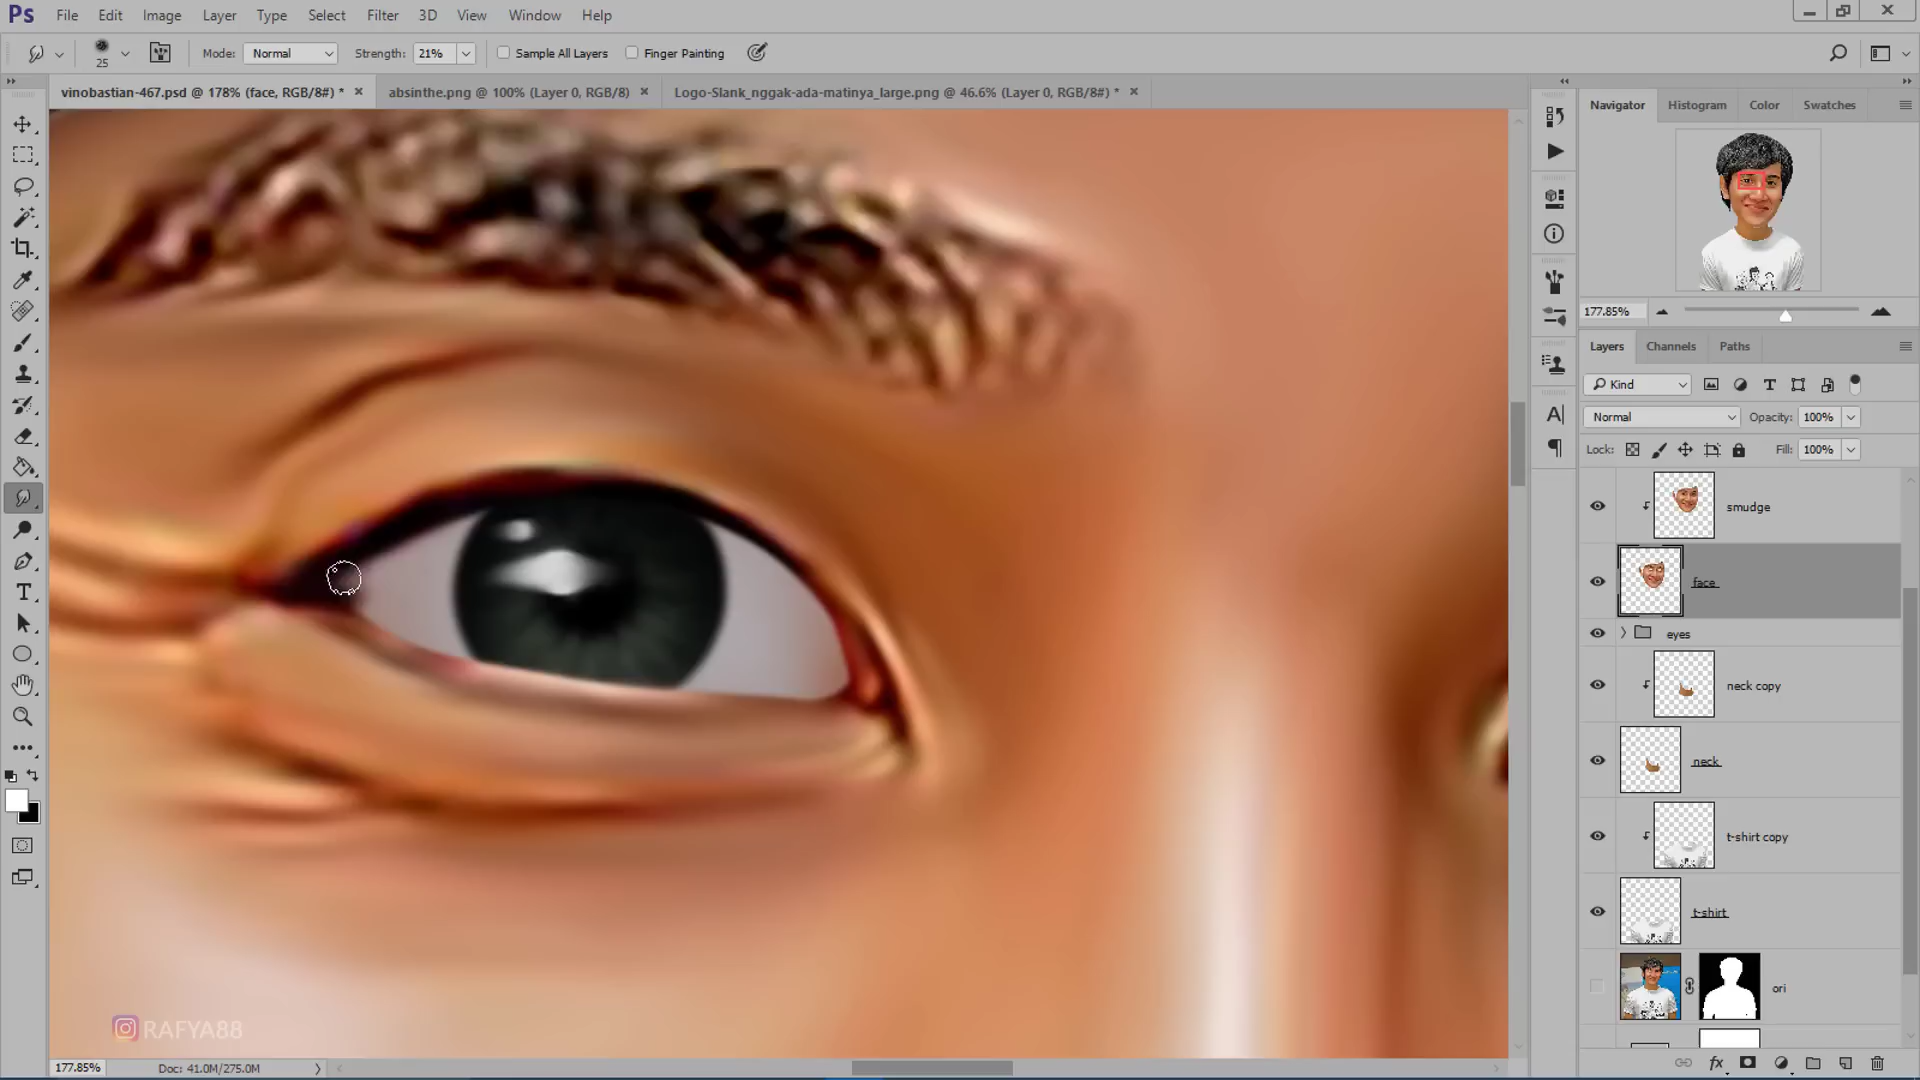 Ps File Edit Image Layer Type Select Filter 3D View Window Help
25 Mode: Normal Strength: 21% Sample All Layers Finger Painting
vinobastian-467.psd @ 178% (face, RGB/8#) * absinthe.png @ 100% (Layer 0, RGB/8) Logo-Slank_nggak-ada-matinya_large.png @ 46.6% (Layer 0, RGB/8#) *
Navigator Histogram Color Swatches
177.85%
Layers Channels Paths
Kind
Normal Opacity: 100%
Lock: Fill: 100%
smudge
face
eyes
neck copy
neck
t-shirt copy
t-shirt
ori
RAFYA88
177.85% Doc: 41.0M/275.0M